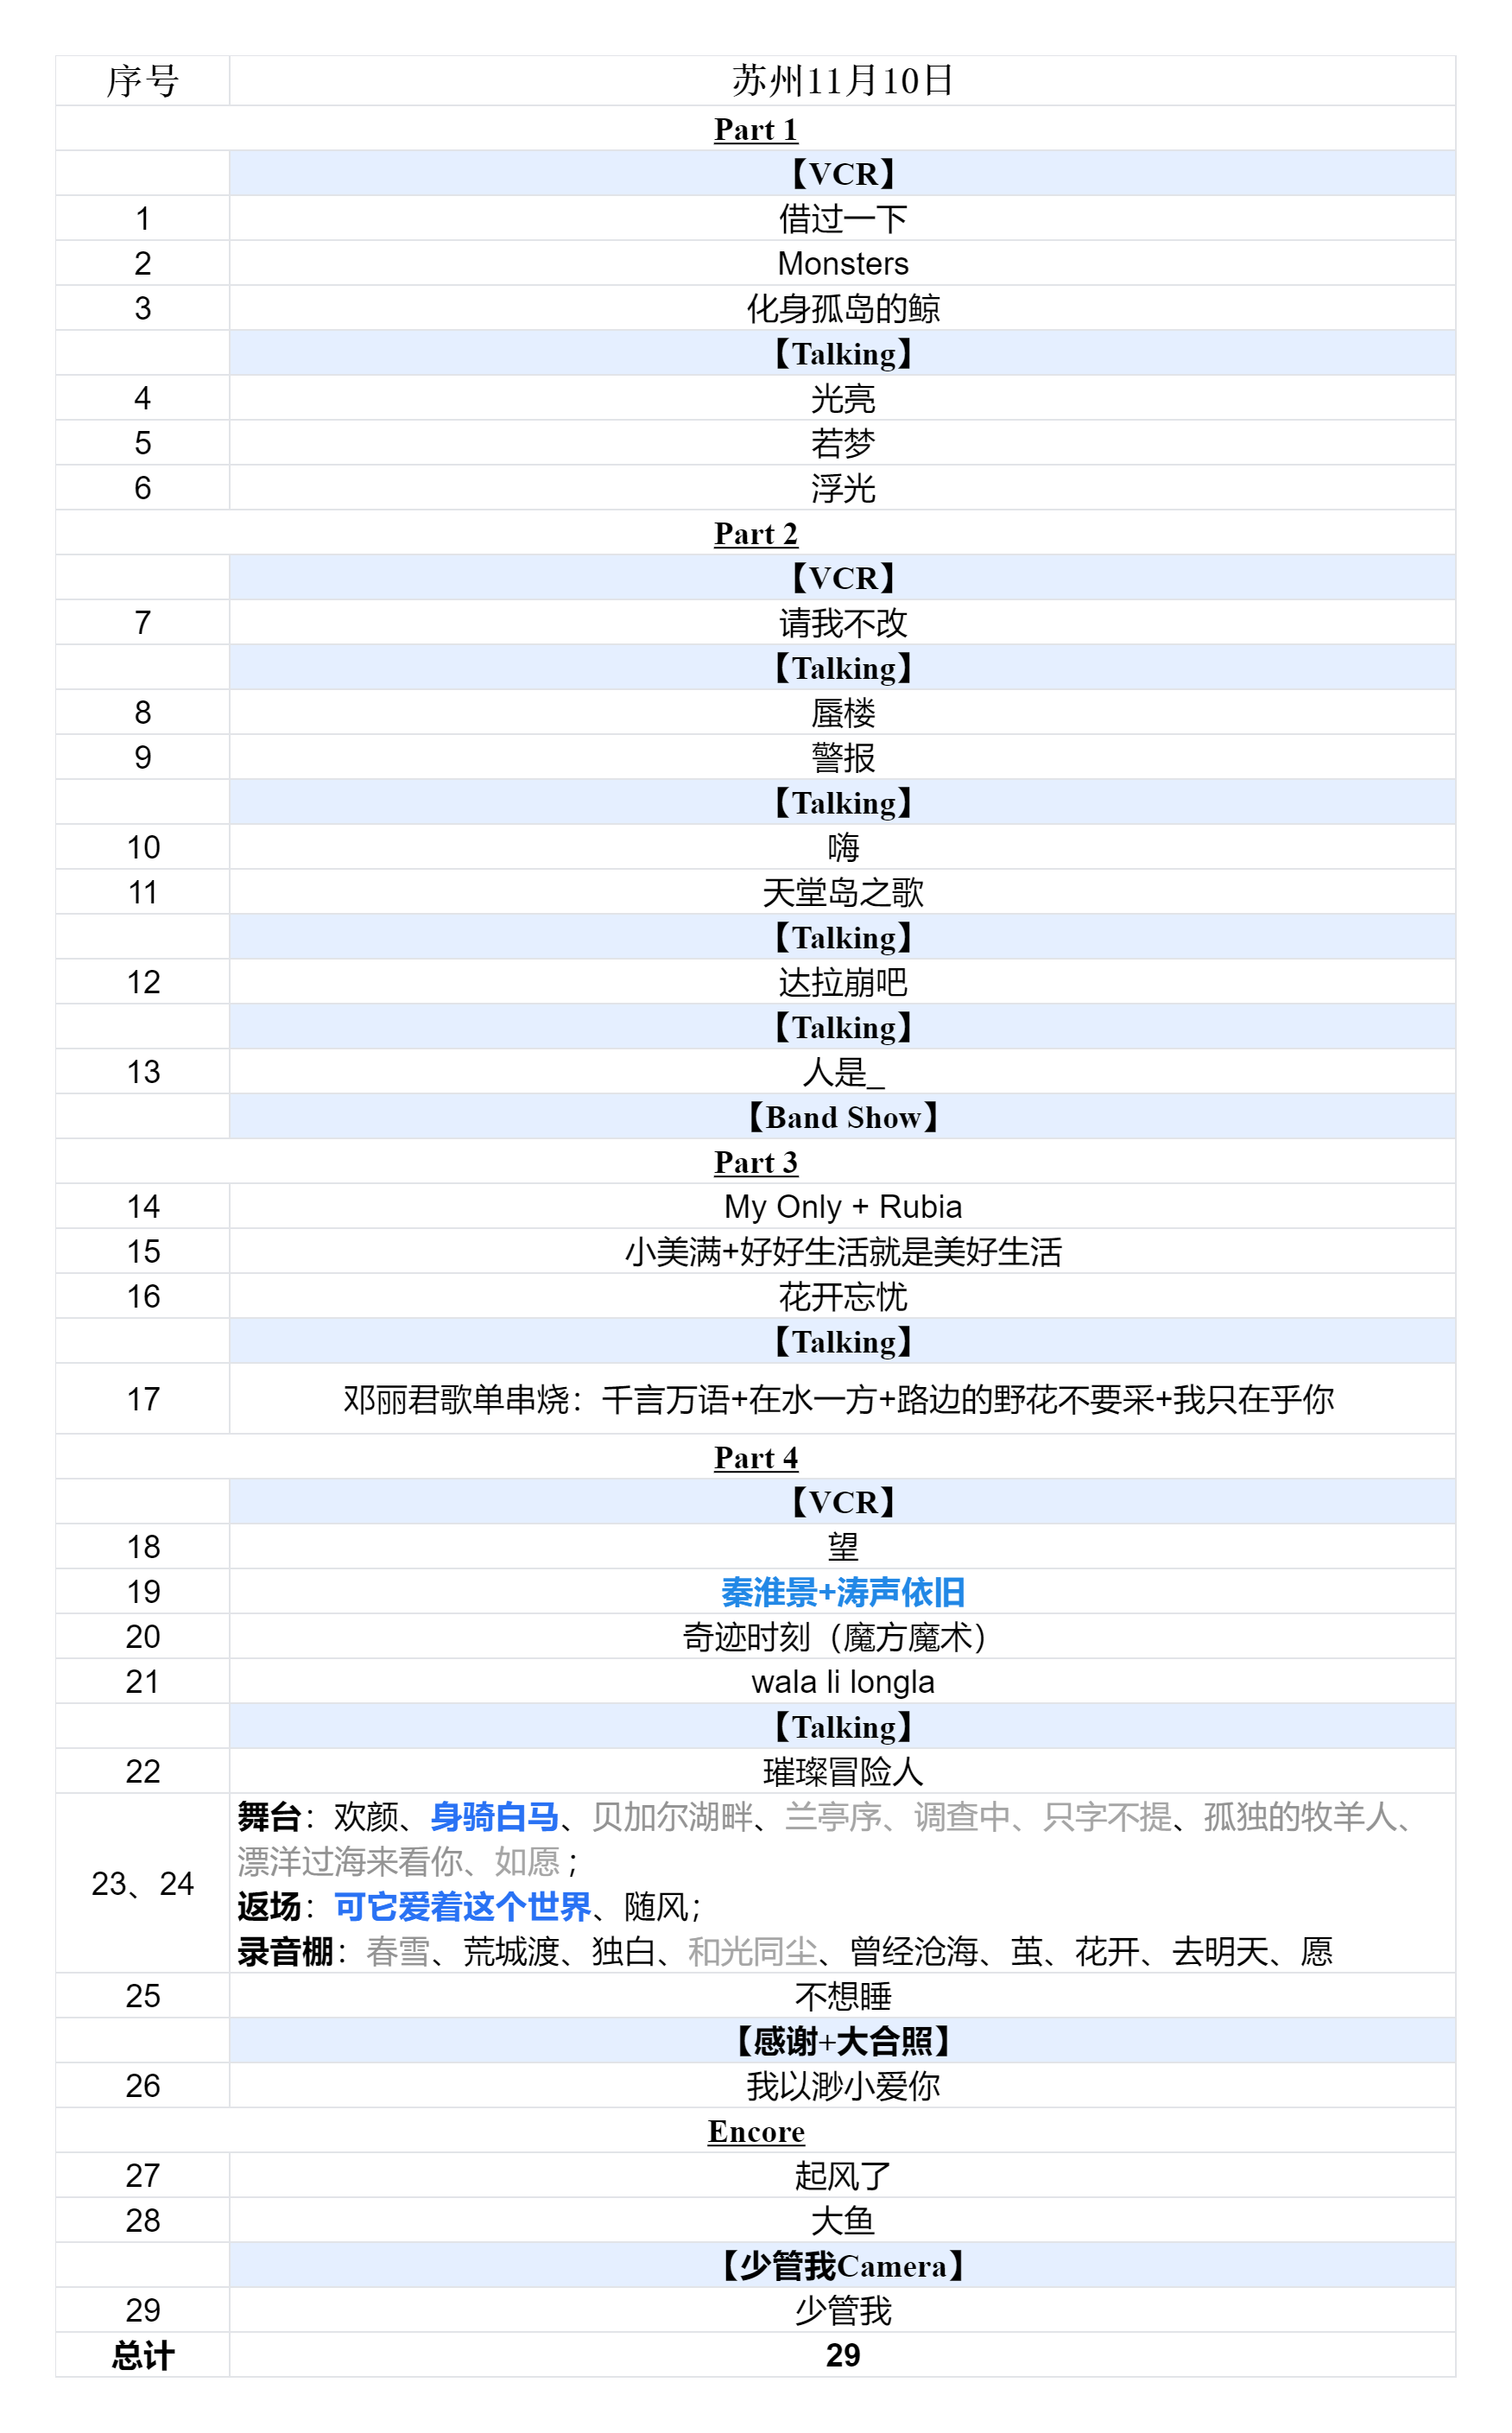 序号 苏州11月10日
Part 1
【VCR】
1 借过一下
2 Monsters
3 化身孤岛的鲸
【Talking】
4 光亮
5 若梦
6 浮光
Part 2
【VCR】
7 请我不改
【Talking】
8 蜃楼
9 警报
【Talking】
10 嗨
11 天堂岛之歌
【Talking】
12 达拉崩吧
【Talking】
13 人是_
【Band Show】
Part 3
14 My Only + Rubia
15 小美满+好好生活就是美好生活
16 花开忘忧
【Talking】
17 邓丽君歌单串烧：千言万语+在水一方+路边的野花不要采+我只在乎你
Part 4
【VCR】
18 望
19 秦淮景+涛声依旧
20 奇迹时刻（魔方魔术）
21 wala li longla
【Talking】
22 璀璨冒险人
舞台：欢颜、身骑白马、贝加尔湖畔、兰亭序、调查中、只字不提、孤独的牧羊人、
漂洋过海来看你、如愿；
23、24
返场：可它爱着这个世界、随风；
录音棚：春雪、荒城渡、独白、和光同尘、曾经沧海、茧、花开、去明天、愿
25 不想睡
【感谢+大合照】
26 我以渺小爱你
Encore
27 起风了
28 大鱼
【少管我Camera】
29 少管我
总计 29